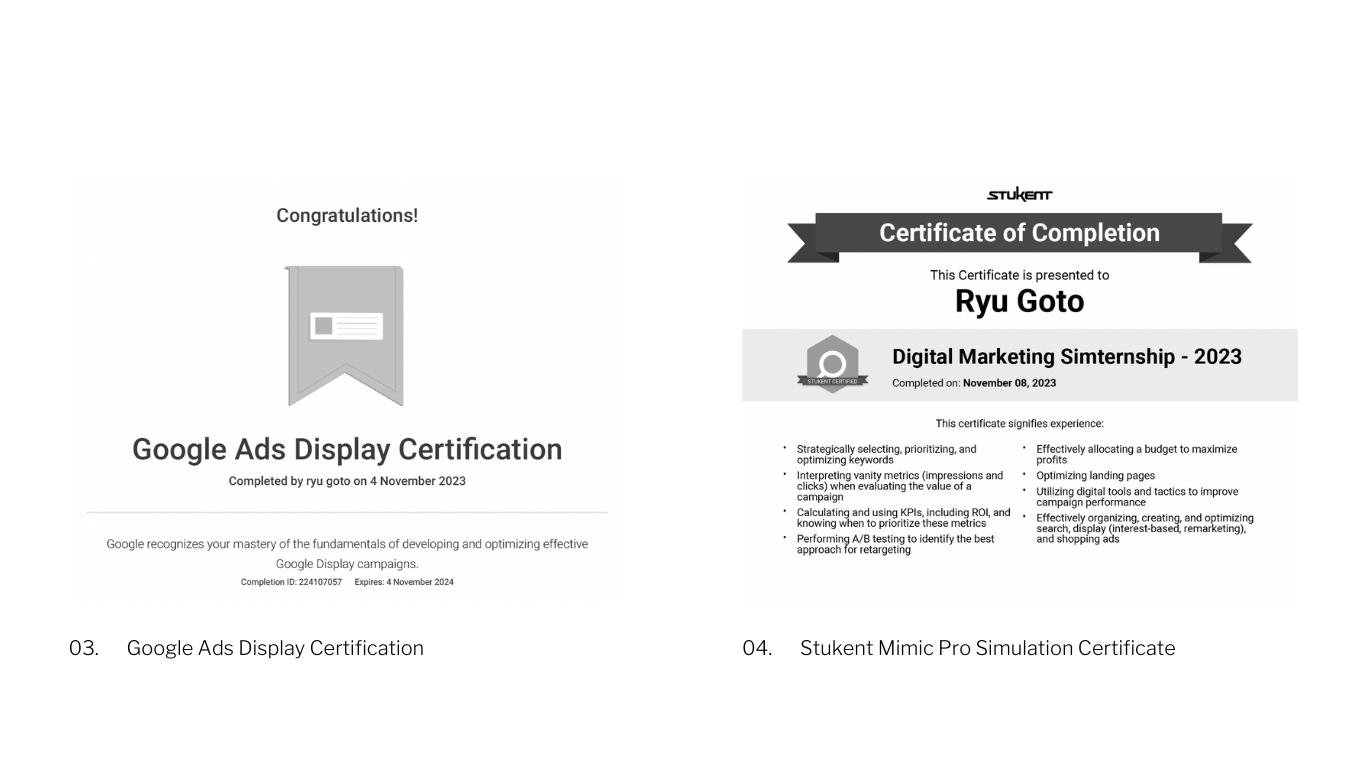 Congratulations!
Google Ads Display Certification
Completed by ryu goto on 4 November 2023
Google recognizes your mastery of the fundamentals of developing and optimizing effective
Google Display campaigns.
Completion ID: 224107057 Expires: 4 November 2024
03. Google Ads Display Certification
STUKENT
Certificate of Completion
This Certificate is presented to
Ryu Goto
STUKENT CERTIFIED
Digital Marketing Simternship - 2023
Completed on: November 08, 2023
This certificate signifies experience:
• Strategically selecting, prioritizing, and
optimizing keywords
• Interpreting vanity metrics (impressions and
clicks) when evaluating the value of a
campaign
• Calculating and using KPIs, including ROI, and
knowing when to prioritize these metrics
• Performing A/B testing to identify the best
approach for retargeting
• Effectively allocating a budget to maximize
profits
• Optimizing landing pages
• Utilizing digital tools and tactics to improve
campaign performance
• Effectively organizing, creating, and optimizing
search, display (interest-based, remarketing),
and shopping ads
04. Stukent Mimic Pro Simulation Certificate